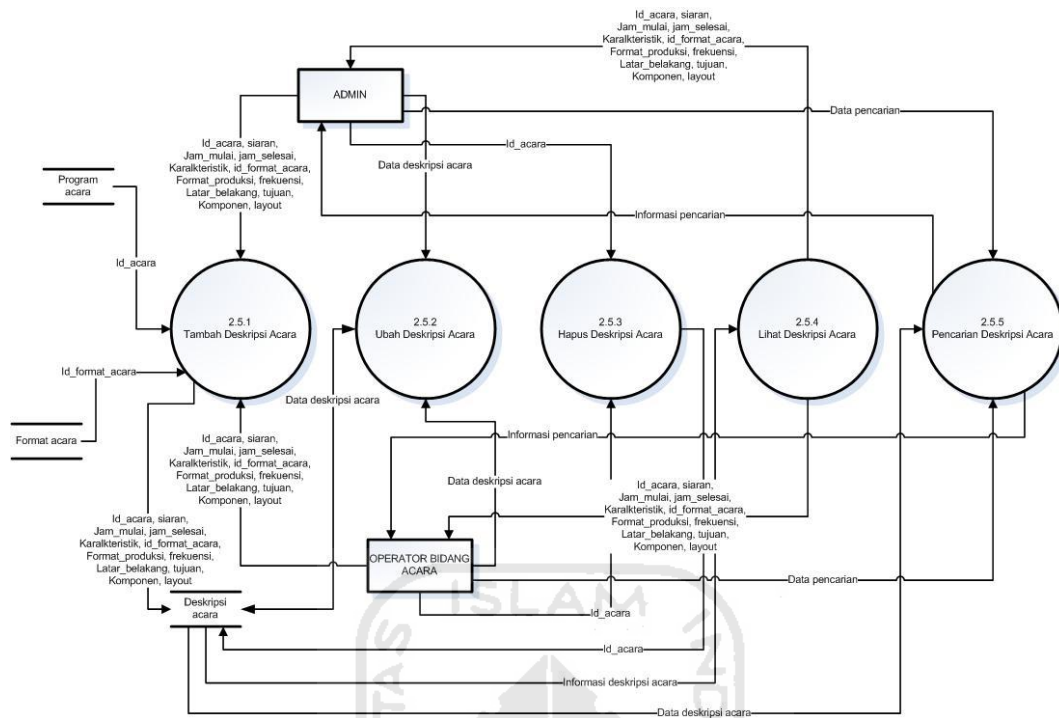 Id_acara, siaran,
Jam_mulai, jam_selesai,
Karalkteristik, id_format_acara,
Format_produksi, frekuensi,
Latar_belakang, tujuan,
Komponen, layout
ADMIN
Data pencarian
Id_acara, siaran,
Jam_mulai, jam_selesai,
Karalkteristik, id_format_acara,
Format_produksi, frekuensi,
Latar_belakang, tujuan,
Komponen, layout
Id_acara
Data deskripsi acara
Program
acara
Informasi pencarian
Id_acara
2.5.1
Tambah Deskripsi Acara
2.5.2
Ubah Deskripsi Acara
2.5.3
Hapus Deskripsi Acara
2.5.4
Lihat Deskripsi Acara
2.5.5
Pencarian Deskripsi Acara
Id_format_acara
Data deskripsi acara
Format acara
Id_acara, siaran,
Jam_mulai, jam_selesai,
Karalkteristik, id_format_acara,
Format_produksi, frekuensi,
Latar_belakang, tujuan,
Komponen, layout
Informasi pencarian
Data deskripsi acara
Id_acara, siaran,
Jam_mulai, jam_selesai,
Karalkteristik, id_format_acara,
Format_produksi, frekuensi,
Latar_belakang, tujuan,
Komponen, layout
Id_acara, siaran,
Jam_mulai, jam_selesai,
Karalkteristik, id_format_acara,
Format_produksi, frekuensi,
Latar_belakang, tujuan,
Komponen, layout
OPERATOR BIDANG
ACARA
Data pencarian
Deskripsi
acara
Id_acara
ISLAM
Id_acara
Informasi deskripsi acara
Data deskripsi acara